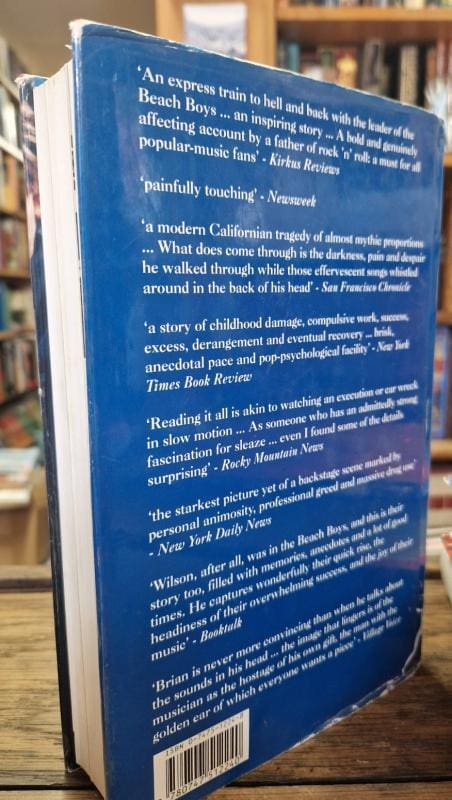 'An express train to hell and back with the leader of the
Beach Boys ... an inspiring story ... A bold and genuinely
affecting account by a father of rock 'n' roll: a must for all
popular-music fans' - Kirkus Reviews
'painfully touching' - Newsweek
'a modern Californian tragedy of almost mythic proportions
... What does come through is the darkness, pain and despair
he walked through while those effervescent songs whistled
around in the back of his head' - San Francisco Chronicle
'a story of childhood damage, compulsive work, success,
excess, derangement and eventual recovery ... brisk,
anecdotal pace and pop-psychological facility' - New York
Times Book Review
'Reading it all is akin to watching an execution or car wreck
in slow motion ... As someone who has an admittedly strong
fascination for sleaze ... even I found some of the details
surprising' - Rocky Mountain News
'the starkest picture yet of a backstage scene marked by
personal animosity, professional greed and massive drug use'
- New York Daily News
'Wilson, after all, was in the Beach Boys, and this is their
story too, filled with memories, anecdotes and a lot of good
times. He captures wonderfully their quick rise, the
headiness of their overwhelming success, and the joy of their
music' - Booktalk
'Brian is never more convincing than when he talks about
the sounds in his head ... the image that lingers is of the
musician as the hostage of his own gift, the man with the
golden ear of which everyone wants a piece' - Village Voice
ISBN 0-7475-1224-8
9 780747 512240